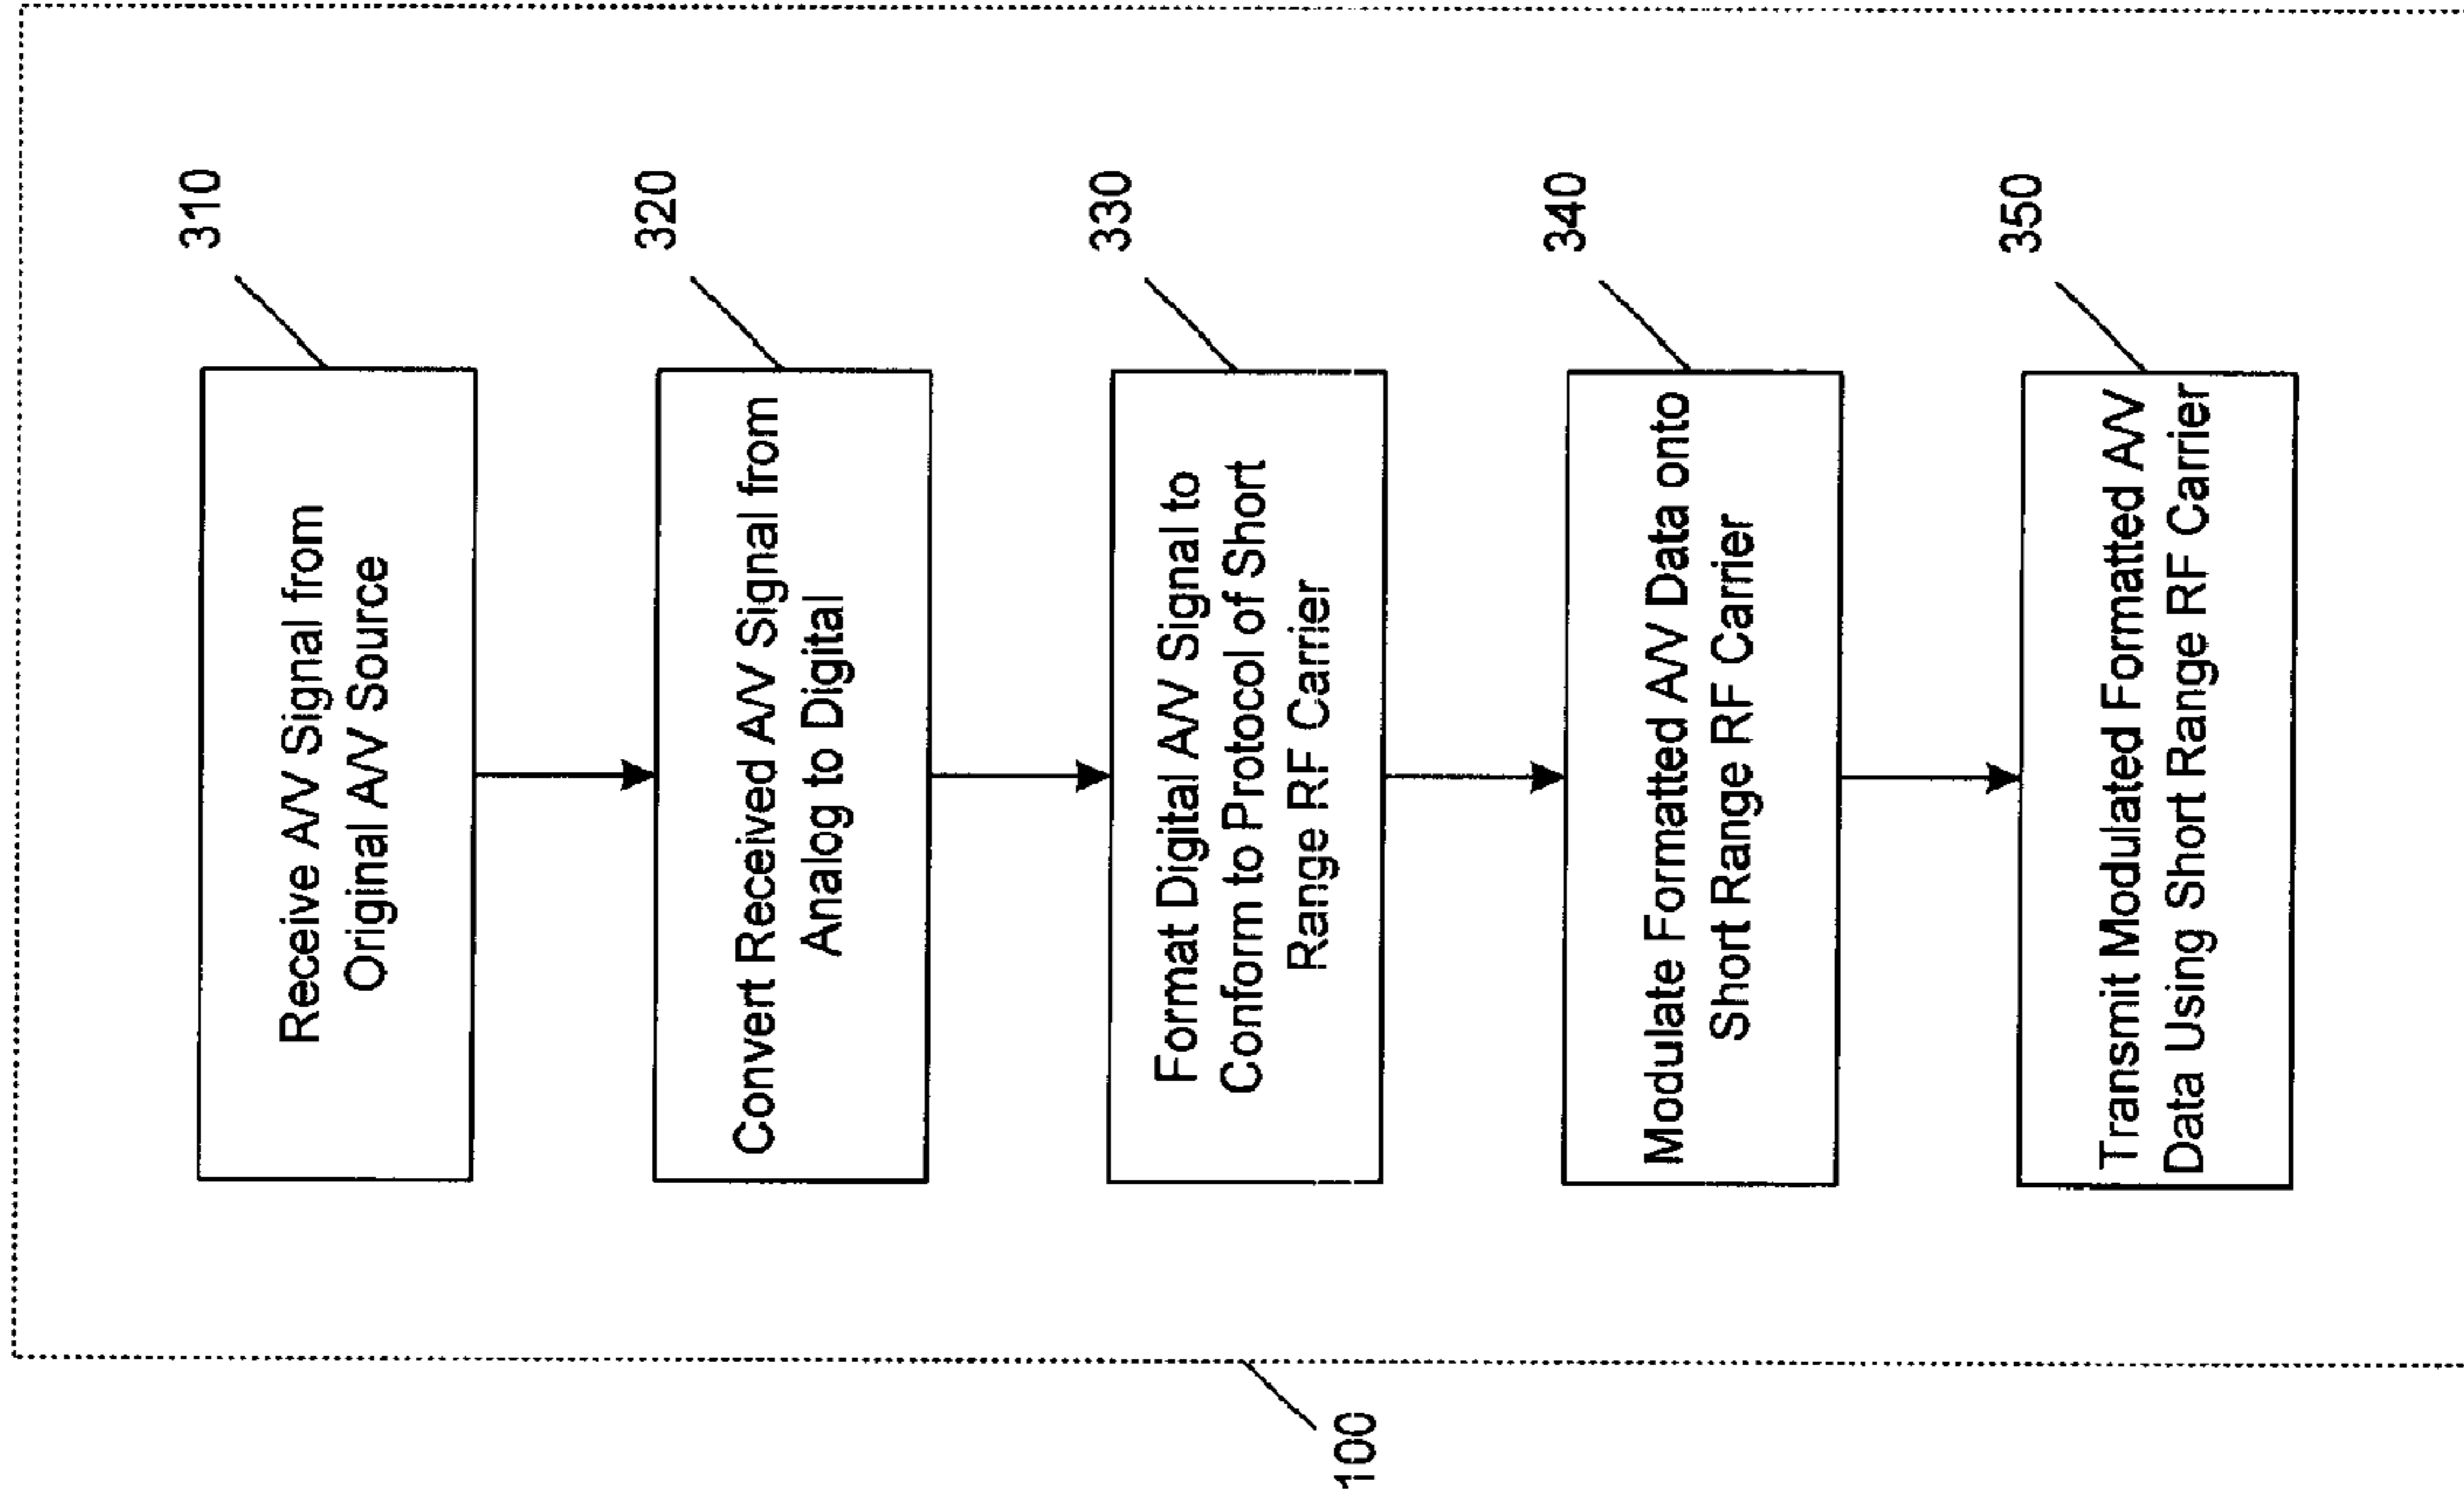 310
Receive A/V Signal from
Original A/V Source
320
Convert Received A/V Signal from
Analog to Digital
330
Format Digital A/V Signal to
Conform to Protocol of Short
Range RF Carrier
340
Modulate Formatted A/V Data onto
Short Range RF Carrier
350
Transmit Modulated Formatted A/V
Data Using Short Range RF Carrier
100